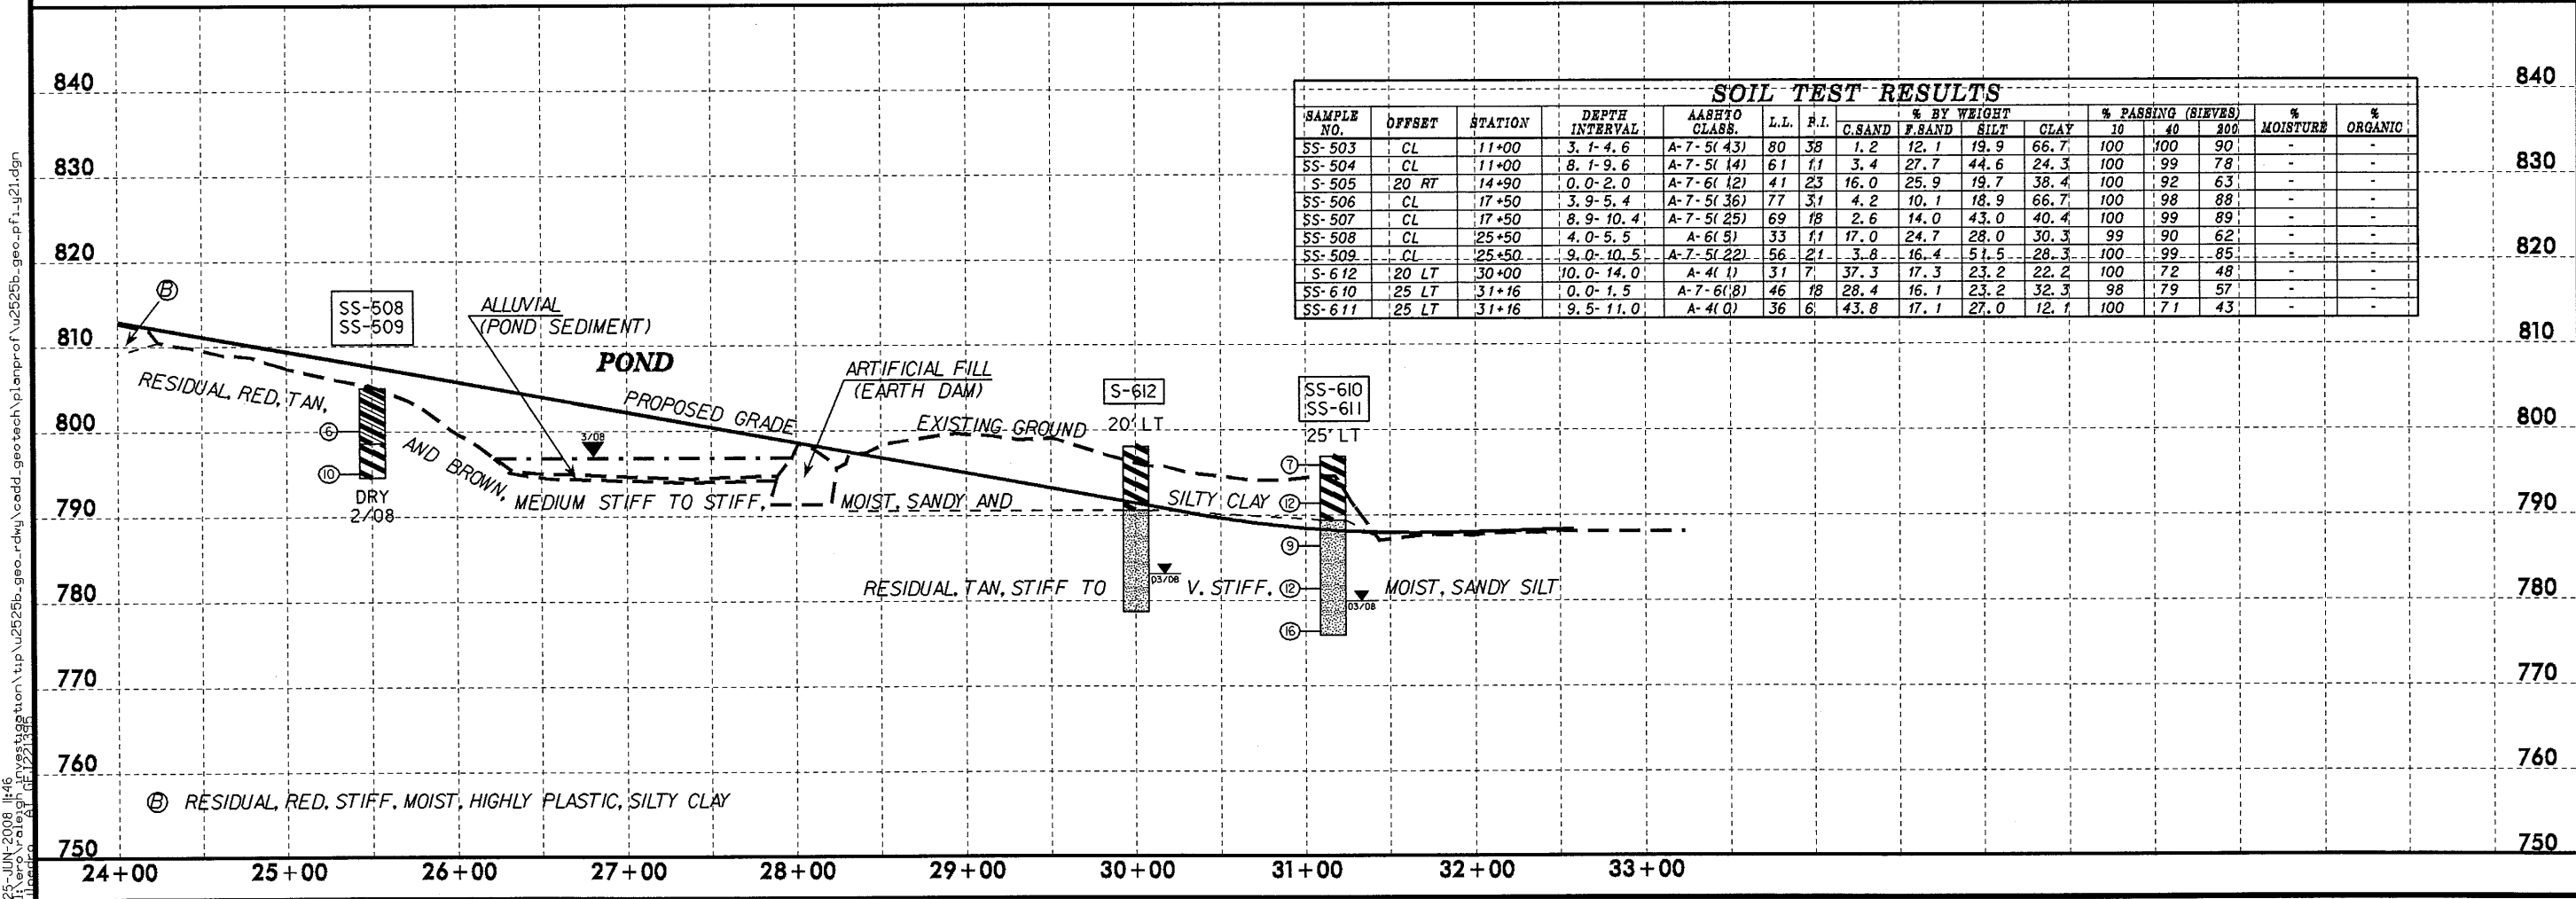 SOIL TEST RESULTS
SAMPLE NO. OFFSET STATION DEPTH INTERVAL AASHTO CLASS. L.L. P.I. % BY WEIGHT % PASSING (SIEVES) % MOISTURE % ORGANIC
C.SAND F.SAND SILT CLAY 10 40 200
SS-503 CL 11+00 3.1-4.6 A-7-5(43) 80 38 1.2 12.1 19.9 66.7 100 100 90 - -
SS-504 CL 11+00 8.1-9.6 A-7-5(14) 61 11 3.4 27.7 44.6 24.3 100 99 78 - -
S-505 20 RT 14+90 0.0-2.0 A-7-6(12) 41 23 16.0 25.9 19.7 38.4 100 92 63 - -
SS-506 CL 17+50 3.9-5.4 A-7-5(36) 77 31 4.2 10.1 18.9 66.7 100 98 88 - -
SS-507 CL 17+50 8.9-10.4 A-7-5(25) 69 18 2.6 14.0 43.0 40.4 100 99 89 - -
SS-508 CL 25+50 4.0-5.5 A-6(5) 33 11 17.0 24.7 28.0 30.3 99 90 62 - -
SS-509 CL 25+50 9.0-10.5 A-7-5(22) 56 21 3.8 16.4 51.5 28.3 100 99 85 - -
S-612 20 LT 30+00 10.0-14.0 A-4(1) 31 7 37.3 17.3 23.2 22.2 100 72 48 - -
SS-610 25 LT 31+16 0.0-1.5 A-7-6(8) 46 18 28.4 16.1 23.2 32.3 98 79 57 - -
SS-611 25 LT 31+16 9.5-11.0 A-4(0) 36 6 43.8 17.1 27.0 12.1 100 71 43 - -
840 840
830 830
820 820
810 810
800 800
790 790
780 780
770 770
760 760
750 750
B
SS-508
SS-509
ALLUVIAL
(POND SEDIMENT)
POND
ARTIFICIAL FILL
(EARTH DAM)
PROPOSED GRADE
EXISTING GROUND
S-612
20' LT
SS-610
SS-611
25' LT
3/08
RESIDUAL, RED, TAN,
AND BROWN,
MEDIUM STIFF TO STIFF,
MOIST, SANDY AND
SILTY CLAY
6
10
DRY
2/08
7
12
9
12
16
RESIDUAL, TAN, STIFF TO
V. STIFF,
MOIST, SANDY SILT
03/08
03/08
B RESIDUAL, RED, STIFF, MOIST, HIGHLY PLASTIC, SILTY CLAY
24+00 25+00 26+00 27+00 28+00 29+00 30+00 31+00 32+00 33+00
25-JUN-2008 11:46